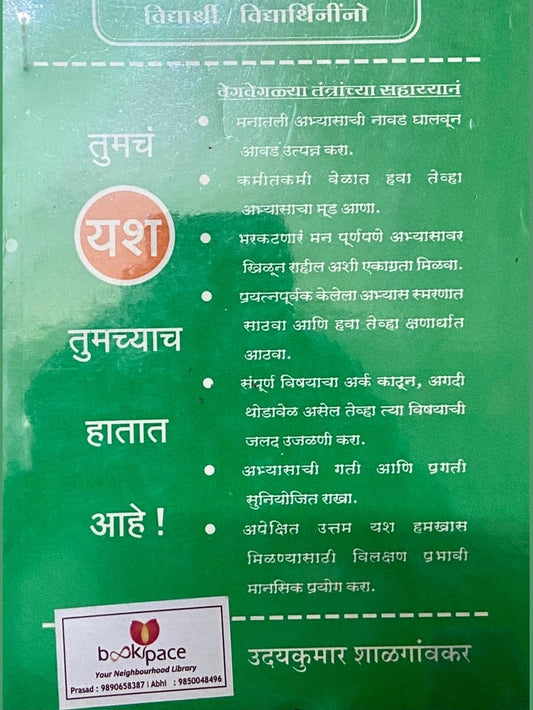 विद्यार्थी विद्यार्थिनींनो
तुमचं
यश
तुमच्याच
हातात
आहे !
वेगवेगळ्या तंत्रांच्या सहाय्यानं
• मनातली अभ्यासाची नावड घालवून
आवड उत्पन्न करा.
• कमीतकमी वेळात हवा तेव्हा
अभ्यासाचा मूड आणा.
• भरकटणारं मन पूर्णपणे अभ्यासावर
खिळून राहील अशी एकाग्रता मिळवा.
• प्रयत्नपूर्वक केलेला अभ्यास स्मरणात
साठवा आणि हवा तेव्हा क्षणार्धात
आठवा.
• संपूर्ण विषयाचा अर्क काढून, अगदी
थोडावेळ असेल तेव्हा त्या विषयाची
जलद उजळणी करा.
• अभ्यासाची गती आणि प्रगती
सुनियोजित राखा.
• अपेक्षित उत्तम यश हमखास
मिळण्यासाठी विलक्षण प्रभावी
मानसिक प्रयोग करा.
उदयकुमार शाळगांवकर
bookspace
Your Neighbourhood Library
Prasad : 9890658387 | Abhi : 9850048496